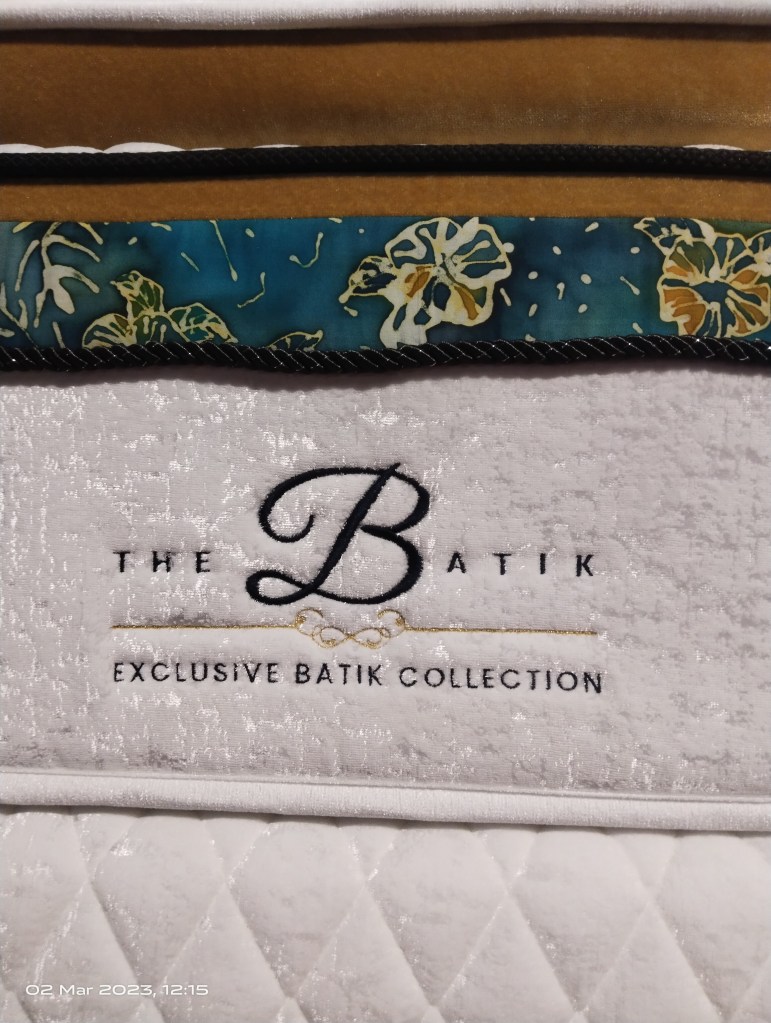 THE BATIK
EXCLUSIVE BATIK COLLECTION
02 Mar 2023, 12:15